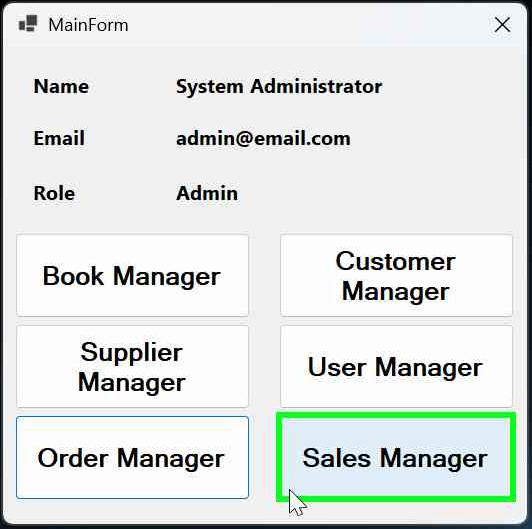 MainForm
Name System Administrator
Email admin@email.com
Role Admin
Book Manager
Customer
Manager
Supplier
Manager
User Manager
Order Manager
Sales Manager